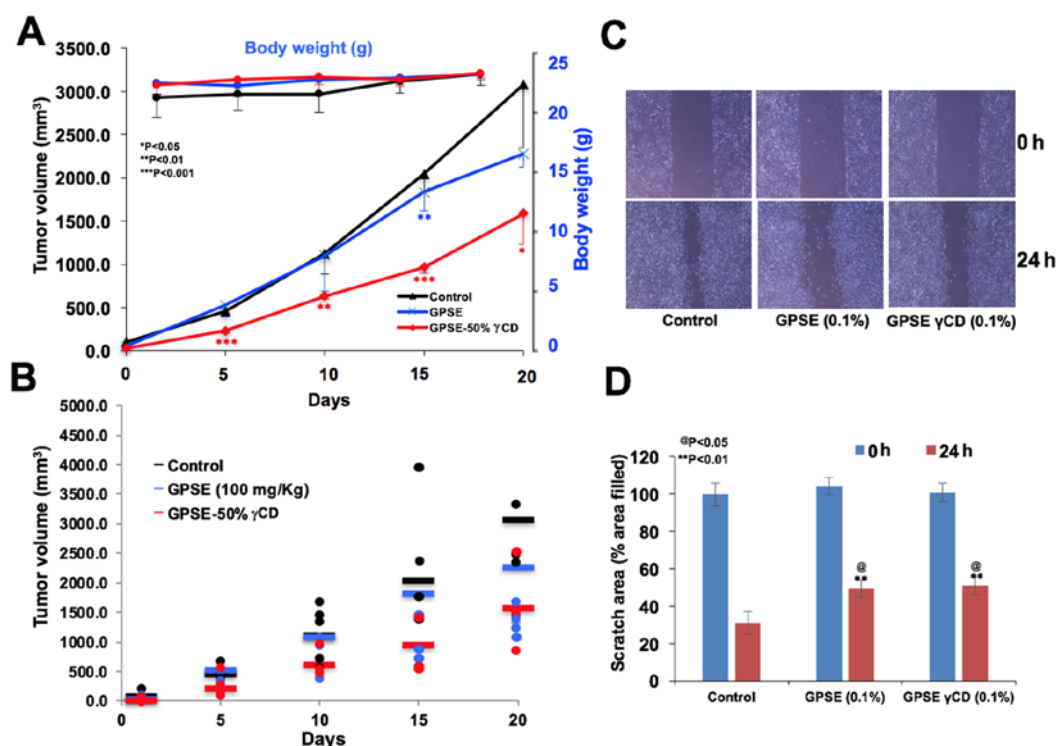 A
Body weight (g)
3500.0
3000.0
2500.0
2000.0
1500.0
1000.0
500.0
0.0
Tumor volume (mm³)
*P<0.05
**P<0.01
***P<0.001
***
**
**
***
*
Control
GPSE
GPSE-50% γCD
25
20
15
10
5
0
Body weight (g)
0 5 10 15 20
Days
B
5000.0
4500.0
4000.0
3500.0
3000.0
2500.0
2000.0
1500.0
1000.0
500.0
0.0
Tumor volume (mm³)
Control
GPSE (100 mg/Kg)
GPSE-50% γCD
0 5 10 15 20
Days
C
0 h
24 h
Control GPSE (0.1%) GPSE γCD (0.1%)
D
@P<0.05
**P<0.01
0 h 24 h
120
100
80
60
40
20
0
Scratch area (% area filled)
@
**
@
**
Control GPSE (0.1%) GPSE γCD (0.1%)